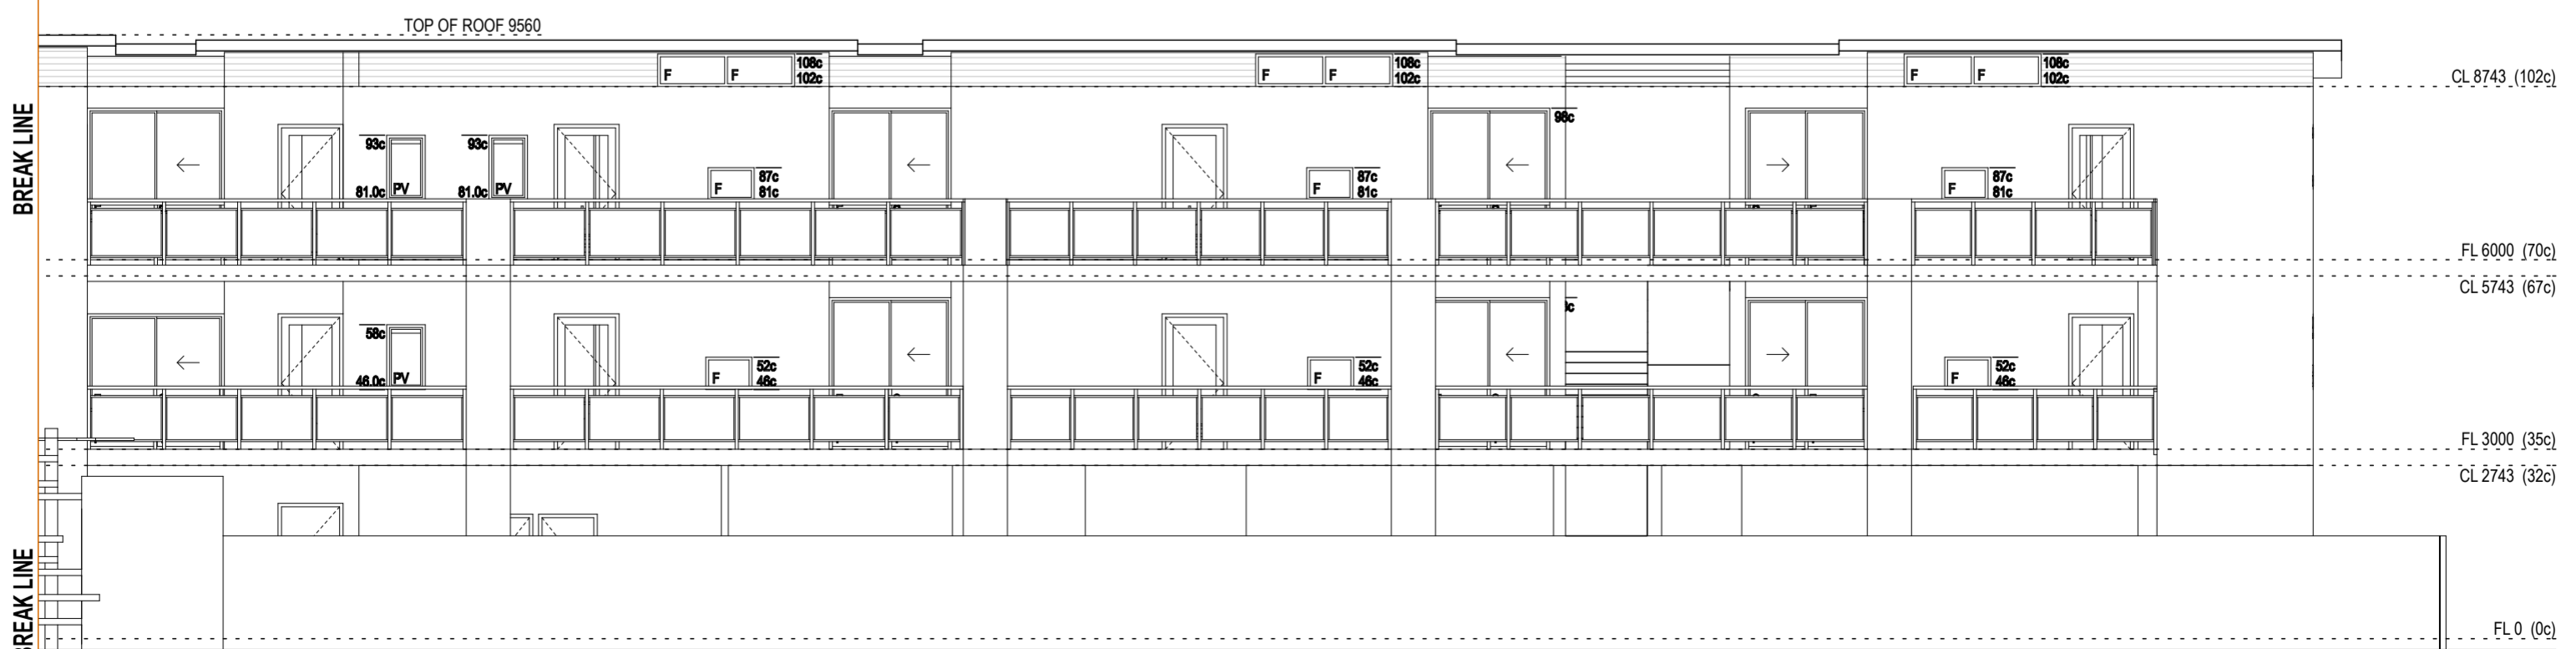 TOP OF ROOF 9560
F F 108c
102c
F F 108c
102c
F F 108c
102c
CL 8743 (102c)
BREAK LINE
98c
93c
93c
81.0c PV
81.0c PV
F 87c
81c
F 87c
81c
F 87c
81c
FL 6000 (70c)
CL 5743 (67c)
58c
46.0c PV
F 52c
46c
F 52c
46c
F 52c
46c
FL 3000 (35c)
CL 2743 (32c)
BREAK LINE
FL 0 (0c)